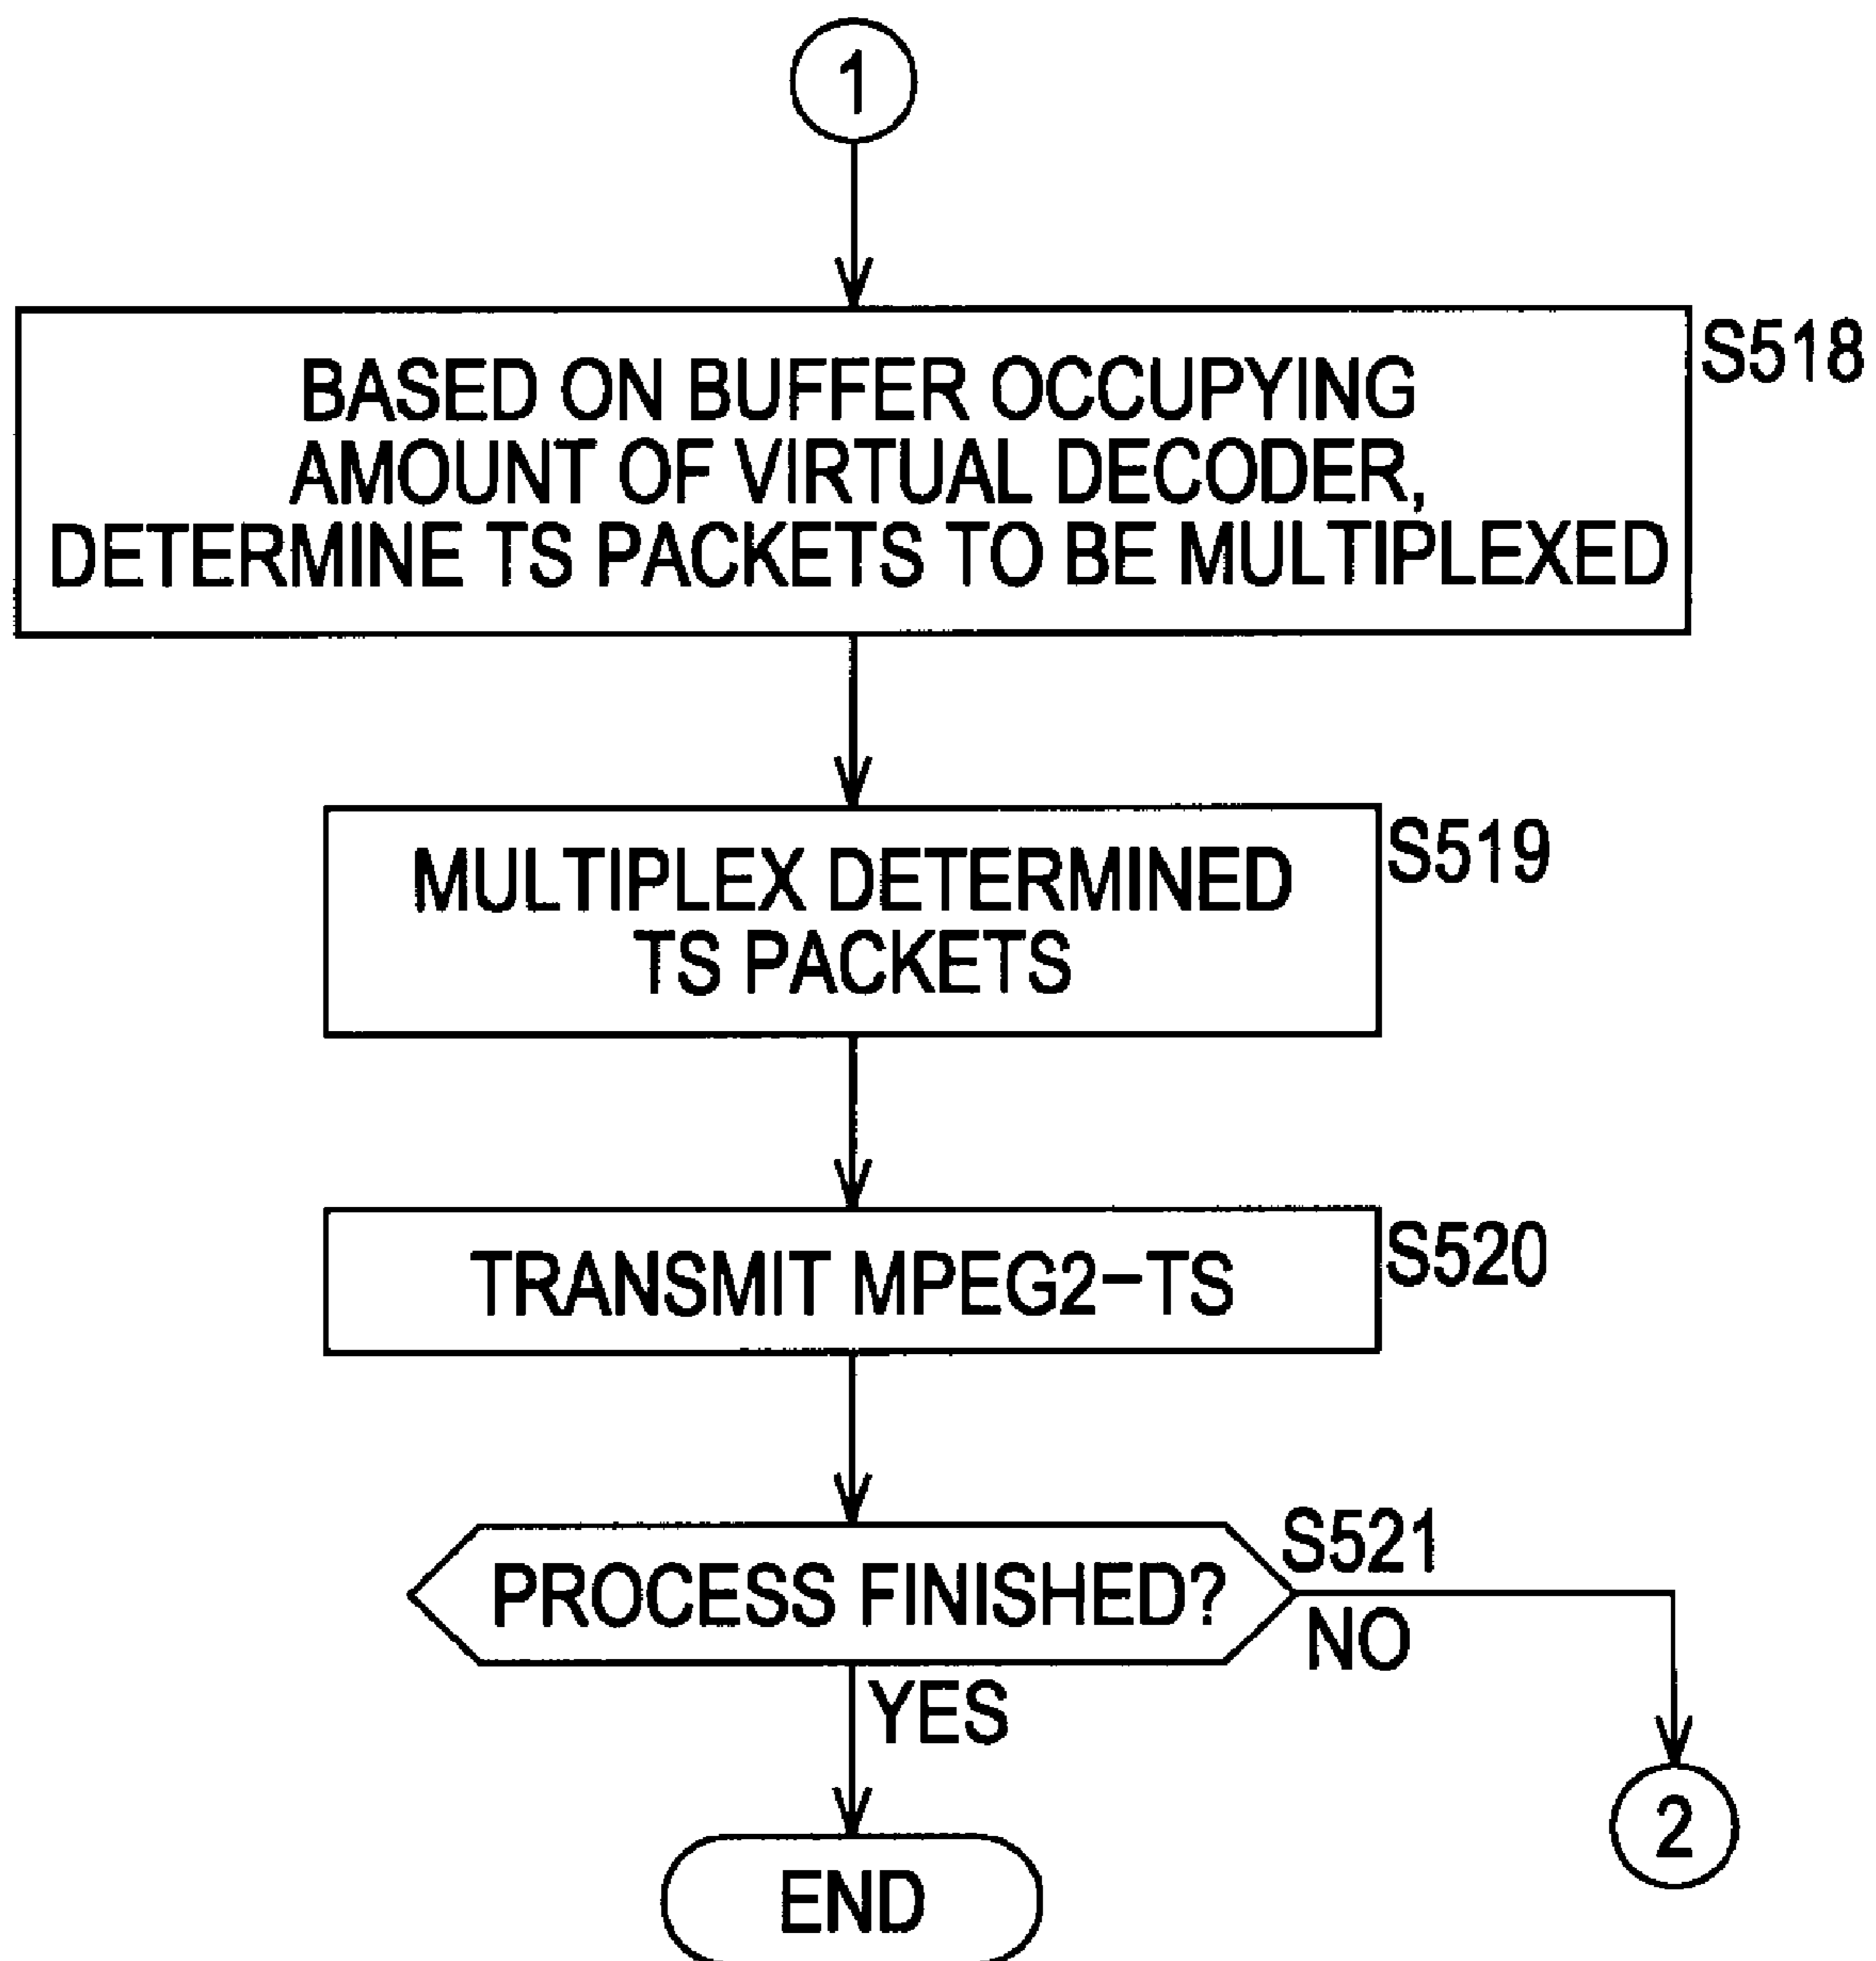 1
BASED ON BUFFER OCCUPYING
AMOUNT OF VIRTUAL DECODER,
DETERMINE TS PACKETS TO BE MULTIPLEXED
S518
MULTIPLEX DETERMINED
TS PACKETS
S519
TRANSMIT MPEG2-TS
S520
PROCESS FINISHED?
S521
NO
YES
2
END